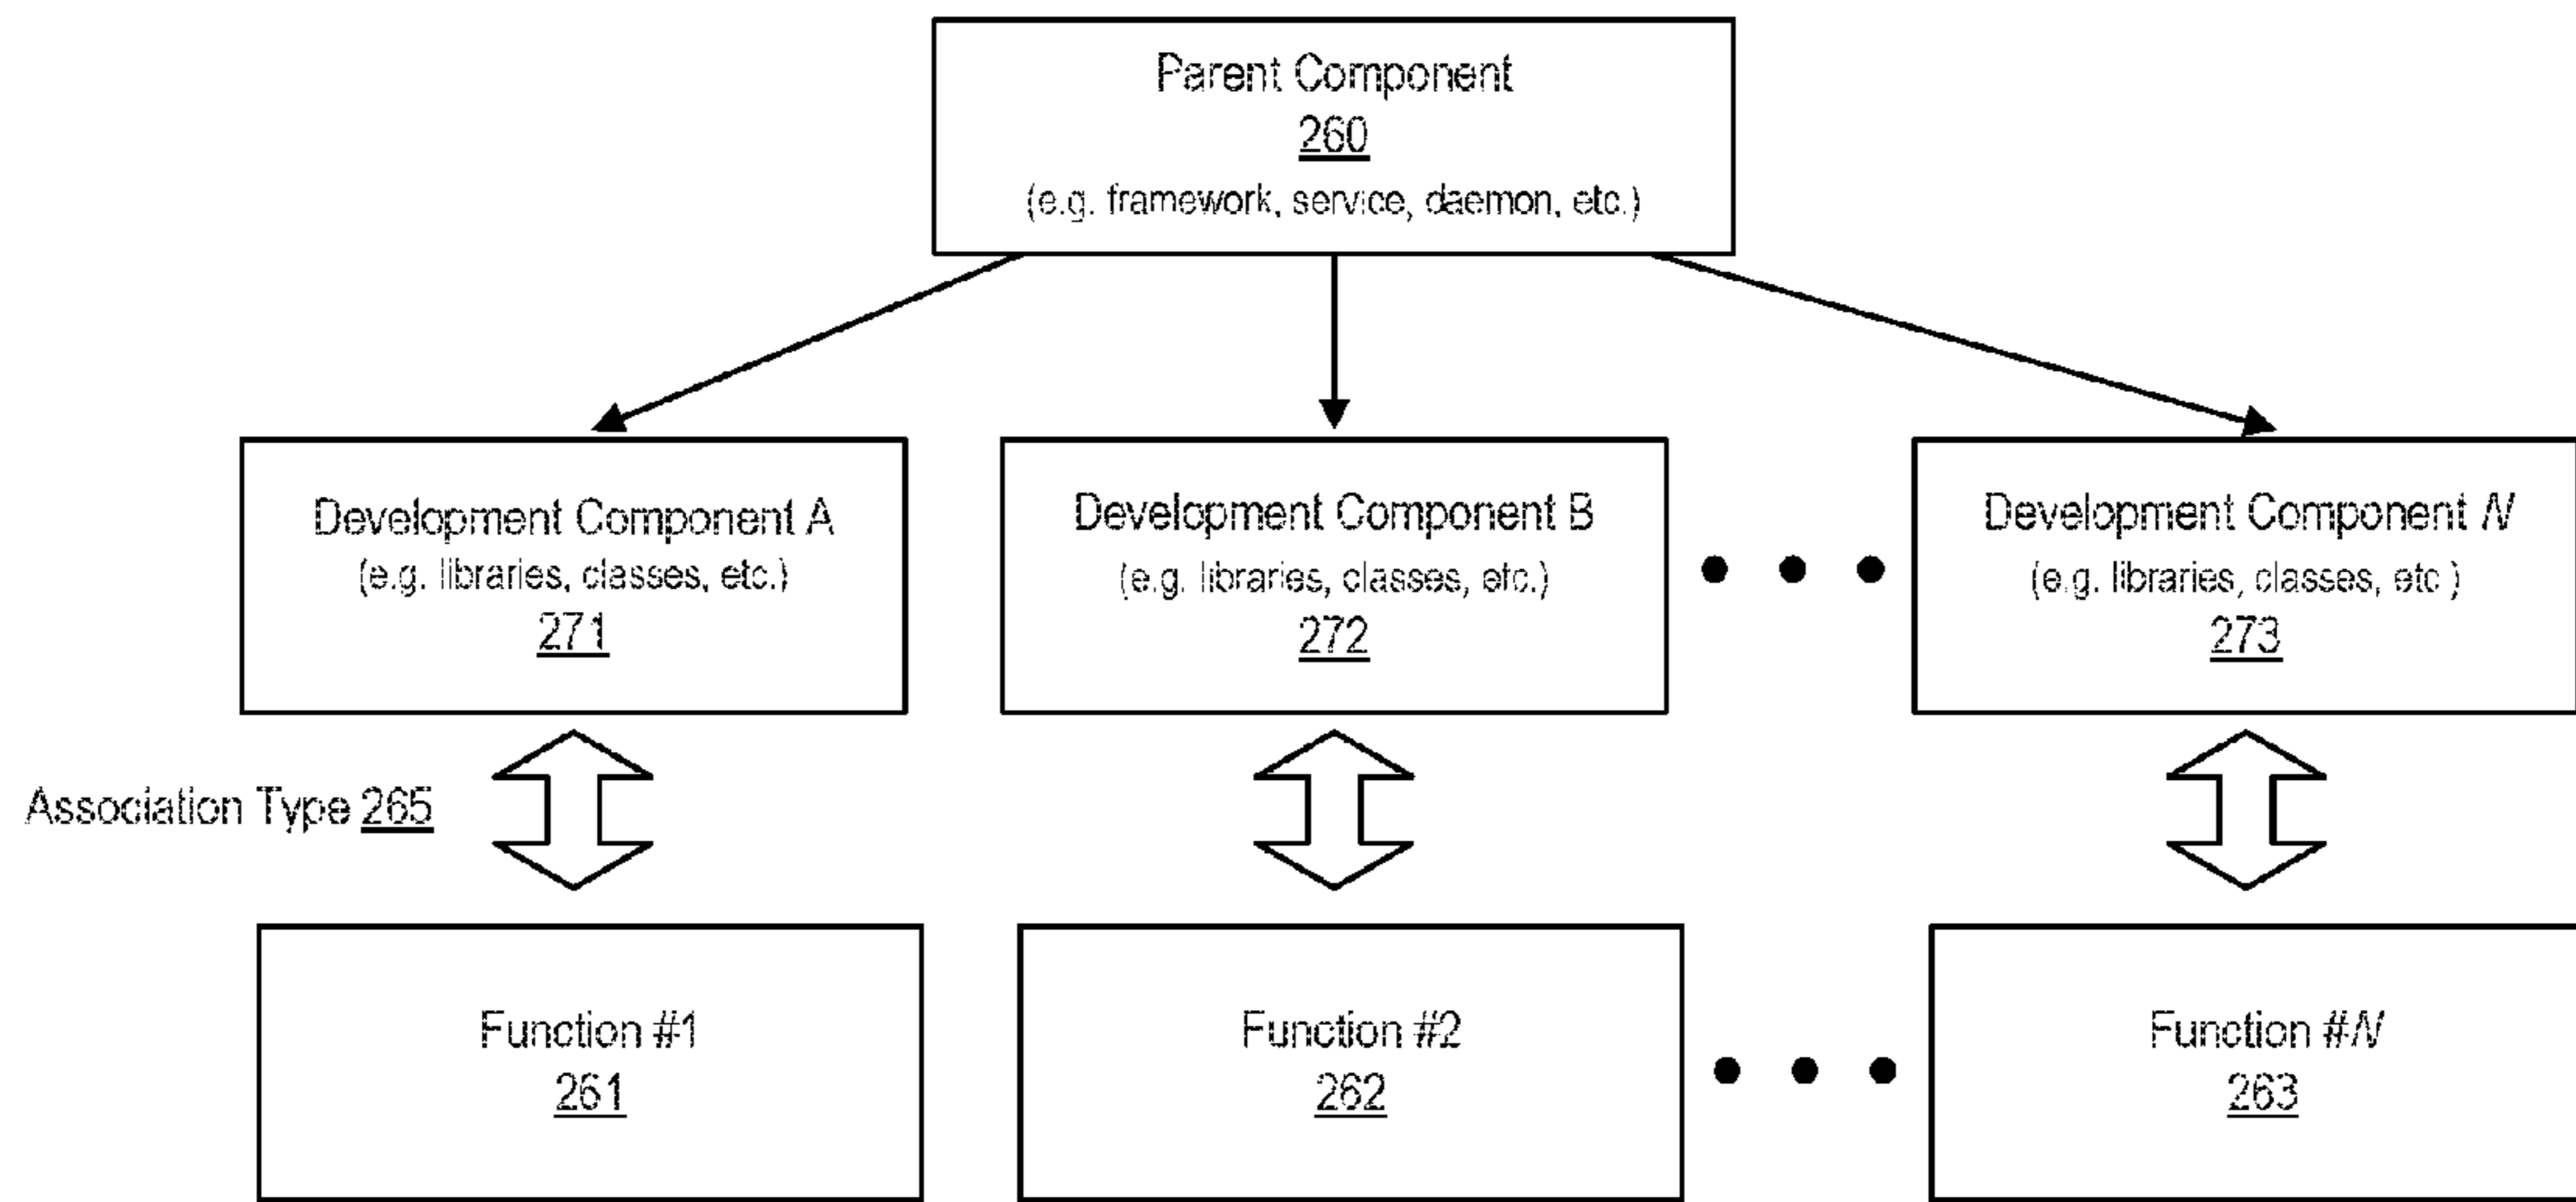 Parent Component
260
(e.g. framework, service, daemon, etc.)
Development Component A
(e.g. libraries, classes, etc.)
271
Development Component B
(e.g. libraries, classes, etc.)
272
Development Component N
(e.g. libraries, classes, etc )
273
Association Type 265
Function #1
261
Function #2
262
Function #N
263